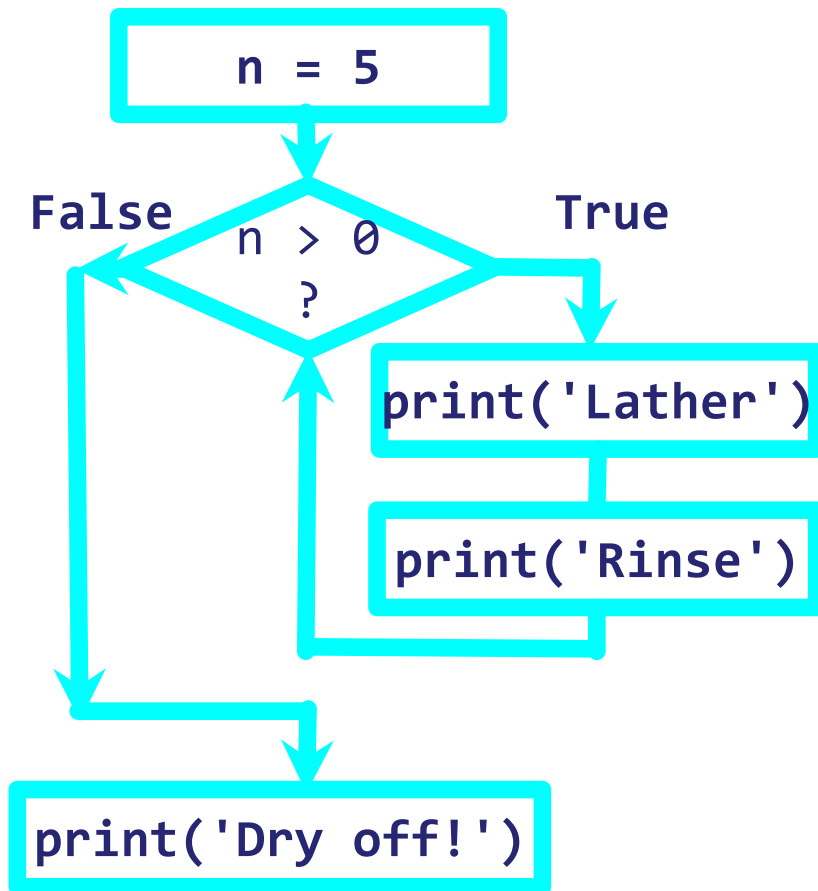 n = 5
False
True
n > 0
?
print('Lather')
print('Rinse')
print('Dry off!')